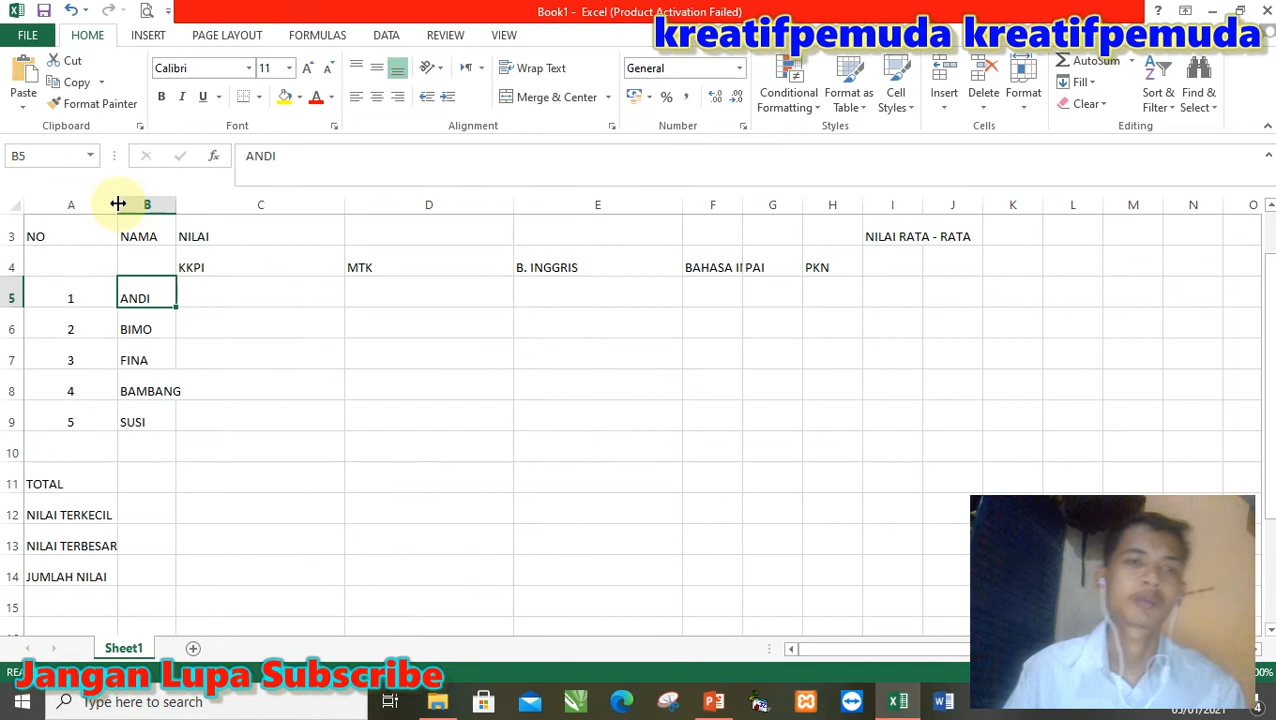 Book1 - Excel (Product Activation Failed)
kreatifpemuda kreatifpemuda
FILE HOME INSERT PAGE LAYOUT FORMULAS DATA REVIEW VIEW
Paste Cut Copy Format Painter
Calibri 11
B I U
Wrap Text
Merge & Center
General
%
Conditional Formatting Format as Table Cell Styles
Insert Delete Format
AutoSum Fill Clear
Sort & Filter Find & Select
Clipboard Font Alignment Number Styles Cells Editing
B5 fx ANDI
A B C D E F G H I J K L M N O
3 NO NAMA NILAI NILAI RATA - RATA
4 KKPI MTK B. INGGRIS BAHASA PAI PKN
5 1 ANDI
6 2 BIMO
7 3 FINA
8 4 BAMBANG
9 5 SUSI
10
11 TOTAL
12 NILAI TERKECIL
13 NILAI TERBESAR
14 JUMLAH NILAI
15
Sheet1
Jangan Lupa Subscribe
Type here to search
05/01/2021
4